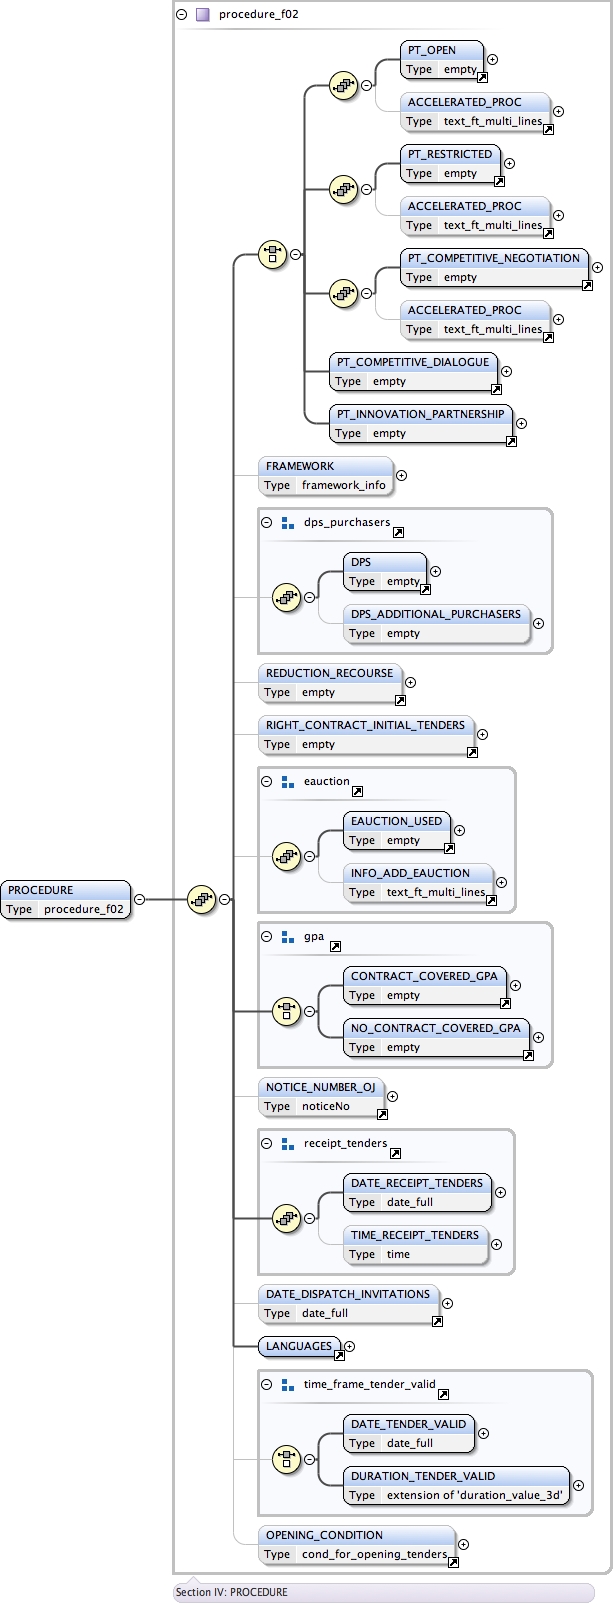 procedure_f02
PT_OPEN
Type empty
ACCELERATED_PROC
Type text_ft_multi_lines
PT_RESTRICTED
Type empty
ACCELERATED_PROC
Type text_ft_multi_lines
PT_COMPETITIVE_NEGOTIATION
Type empty
ACCELERATED_PROC
Type text_ft_multi_lines
PT_COMPETITIVE_DIALOGUE
Type empty
PT_INNOVATION_PARTNERSHIP
Type empty
FRAMEWORK
Type framework_info
dps_purchasers
DPS
Type empty
DPS_ADDITIONAL_PURCHASERS
Type empty
REDUCTION_RECOURSE
Type empty
RIGHT_CONTRACT_INITIAL_TENDERS
Type empty
eauction
EAUCTION_USED
Type empty
INFO_ADD_EAUCTION
Type text_ft_multi_lines
PROCEDURE
Type procedure_f02
gpa
CONTRACT_COVERED_GPA
Type empty
NO_CONTRACT_COVERED_GPA
Type empty
NOTICE_NUMBER_OJ
Type noticeNo
receipt_tenders
DATE_RECEIPT_TENDERS
Type date_full
TIME_RECEIPT_TENDERS
Type time
DATE_DISPATCH_INVITATIONS
Type date_full
LANGUAGES
time_frame_tender_valid
DATE_TENDER_VALID
Type date_full
DURATION_TENDER_VALID
Type extension of 'duration_value_3d'
OPENING_CONDITION
Type cond_for_opening_tenders
Section IV: PROCEDURE